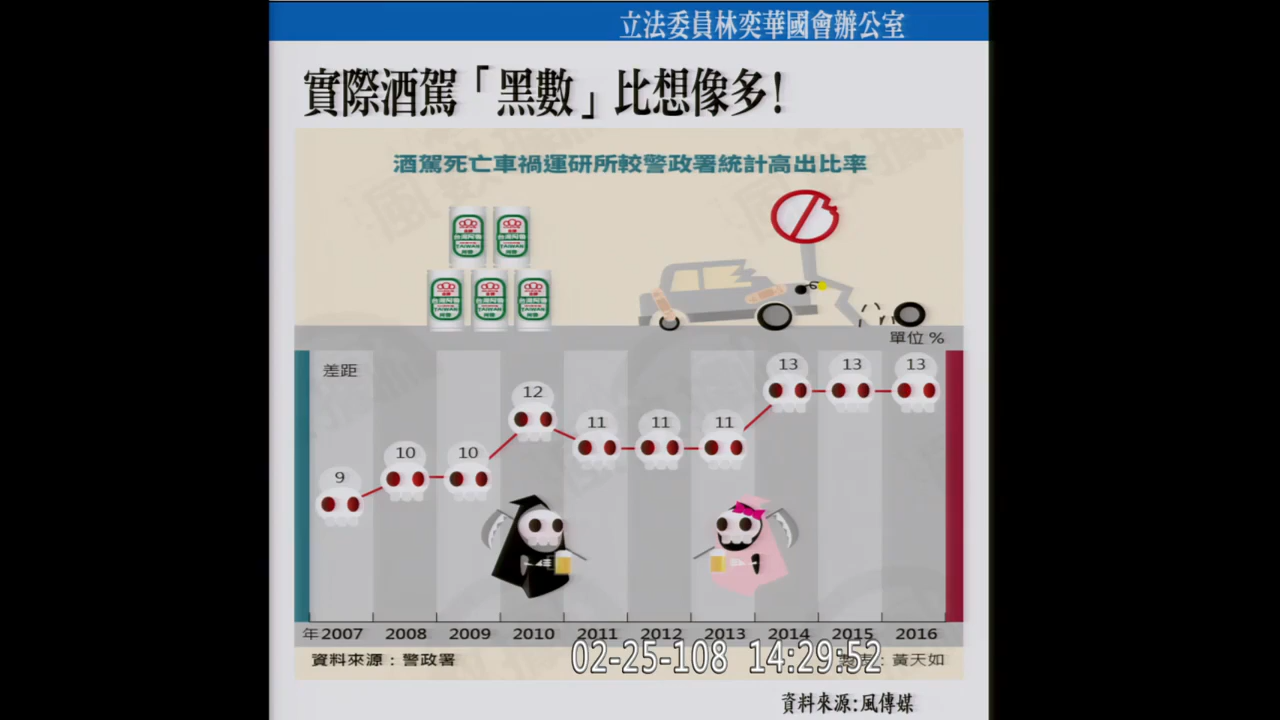 立法委員林奕華國會辦公室
實際酒駕「黑數」比想像多!
酒駕死亡車禍運研所較警政署統計高出比率
單位 %
差距
9 10 10 12 11 11 11 13 13 13
年2007 2008 2009 2010 2011 2012 2013 2014 2015 2016
資料來源：警政署
：黃天如
02-25-108 14:29:52
資料來源:風傳媒